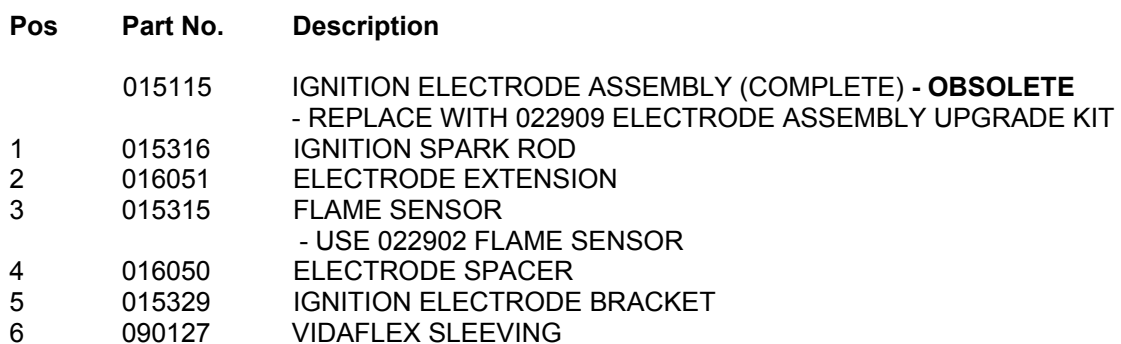 Pos Part No. Description
015115 IGNITION ELECTRODE ASSEMBLY (COMPLETE) - OBSOLETE
- REPLACE WITH 022909 ELECTRODE ASSEMBLY UPGRADE KIT
1 015316 IGNITION SPARK ROD
2 016051 ELECTRODE EXTENSION
3 015315 FLAME SENSOR
- USE 022902 FLAME SENSOR
4 016050 ELECTRODE SPACER
5 015329 IGNITION ELECTRODE BRACKET
6 090127 VIDAFLEX SLEEVING